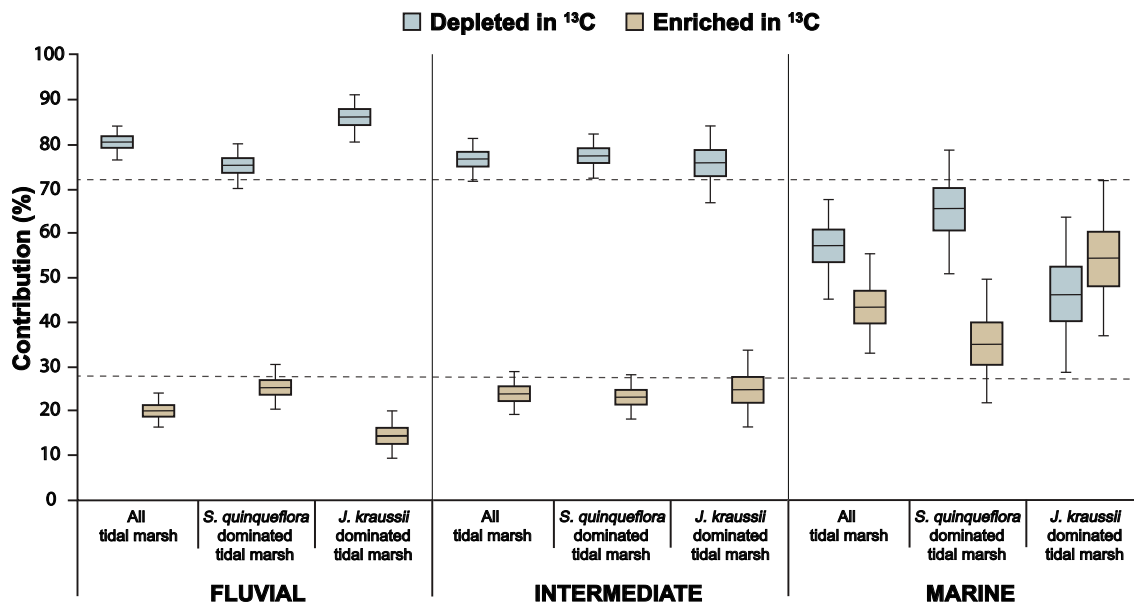 Depleted in ¹³C Enriched in ¹³C
Contribution (%)
100
90
80
70
60
50
40
30
20
10
0
All
tidal marsh
S. quinqueflora
dominated
tidal marsh
J. kraussii
dominated
tidal marsh
All
tidal marsh
S. quinqueflora
dominated
tidal marsh
J. kraussii
dominated
tidal marsh
All
tidal marsh
S. quinqueflora
dominated
tidal marsh
J. kraussii
dominated
tidal marsh
FLUVIAL INTERMEDIATE MARINE